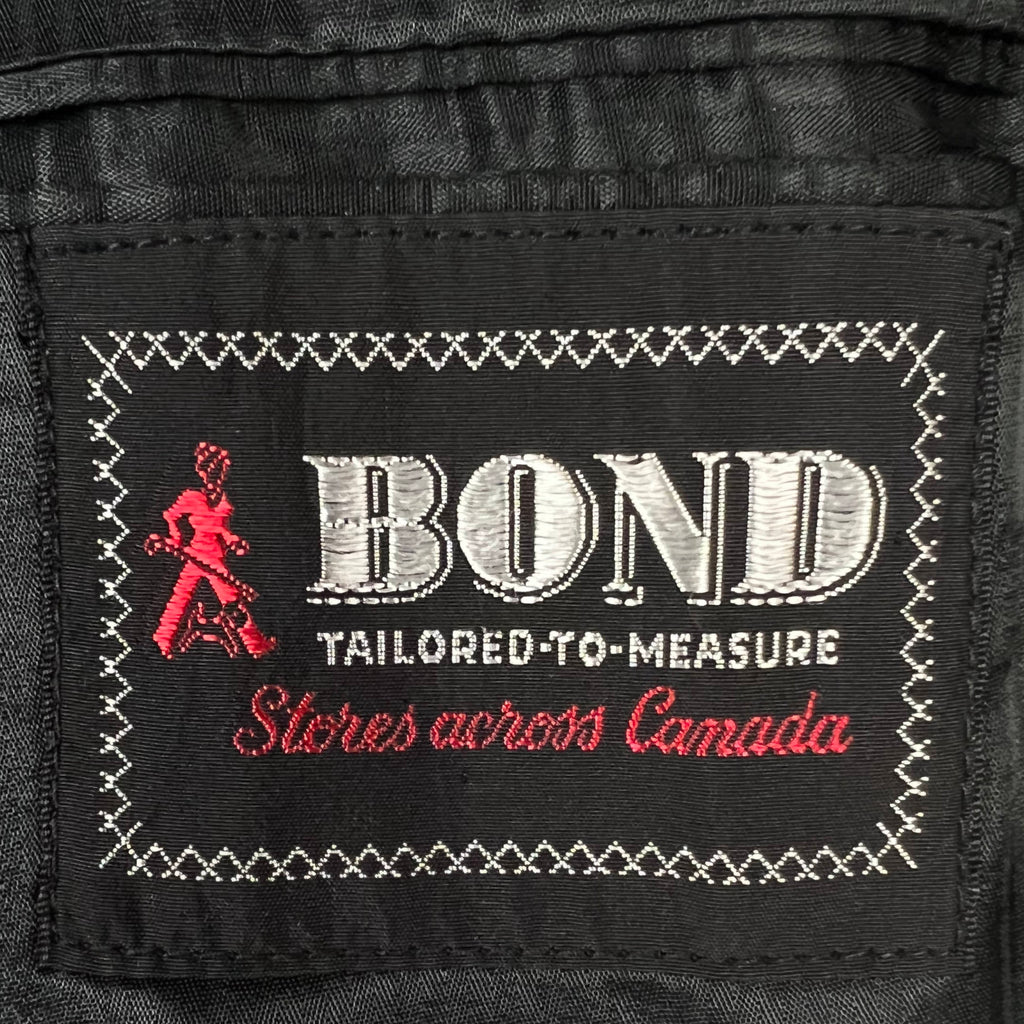 BOND
TAILORED-TO-MEASURE
Stores across Canada